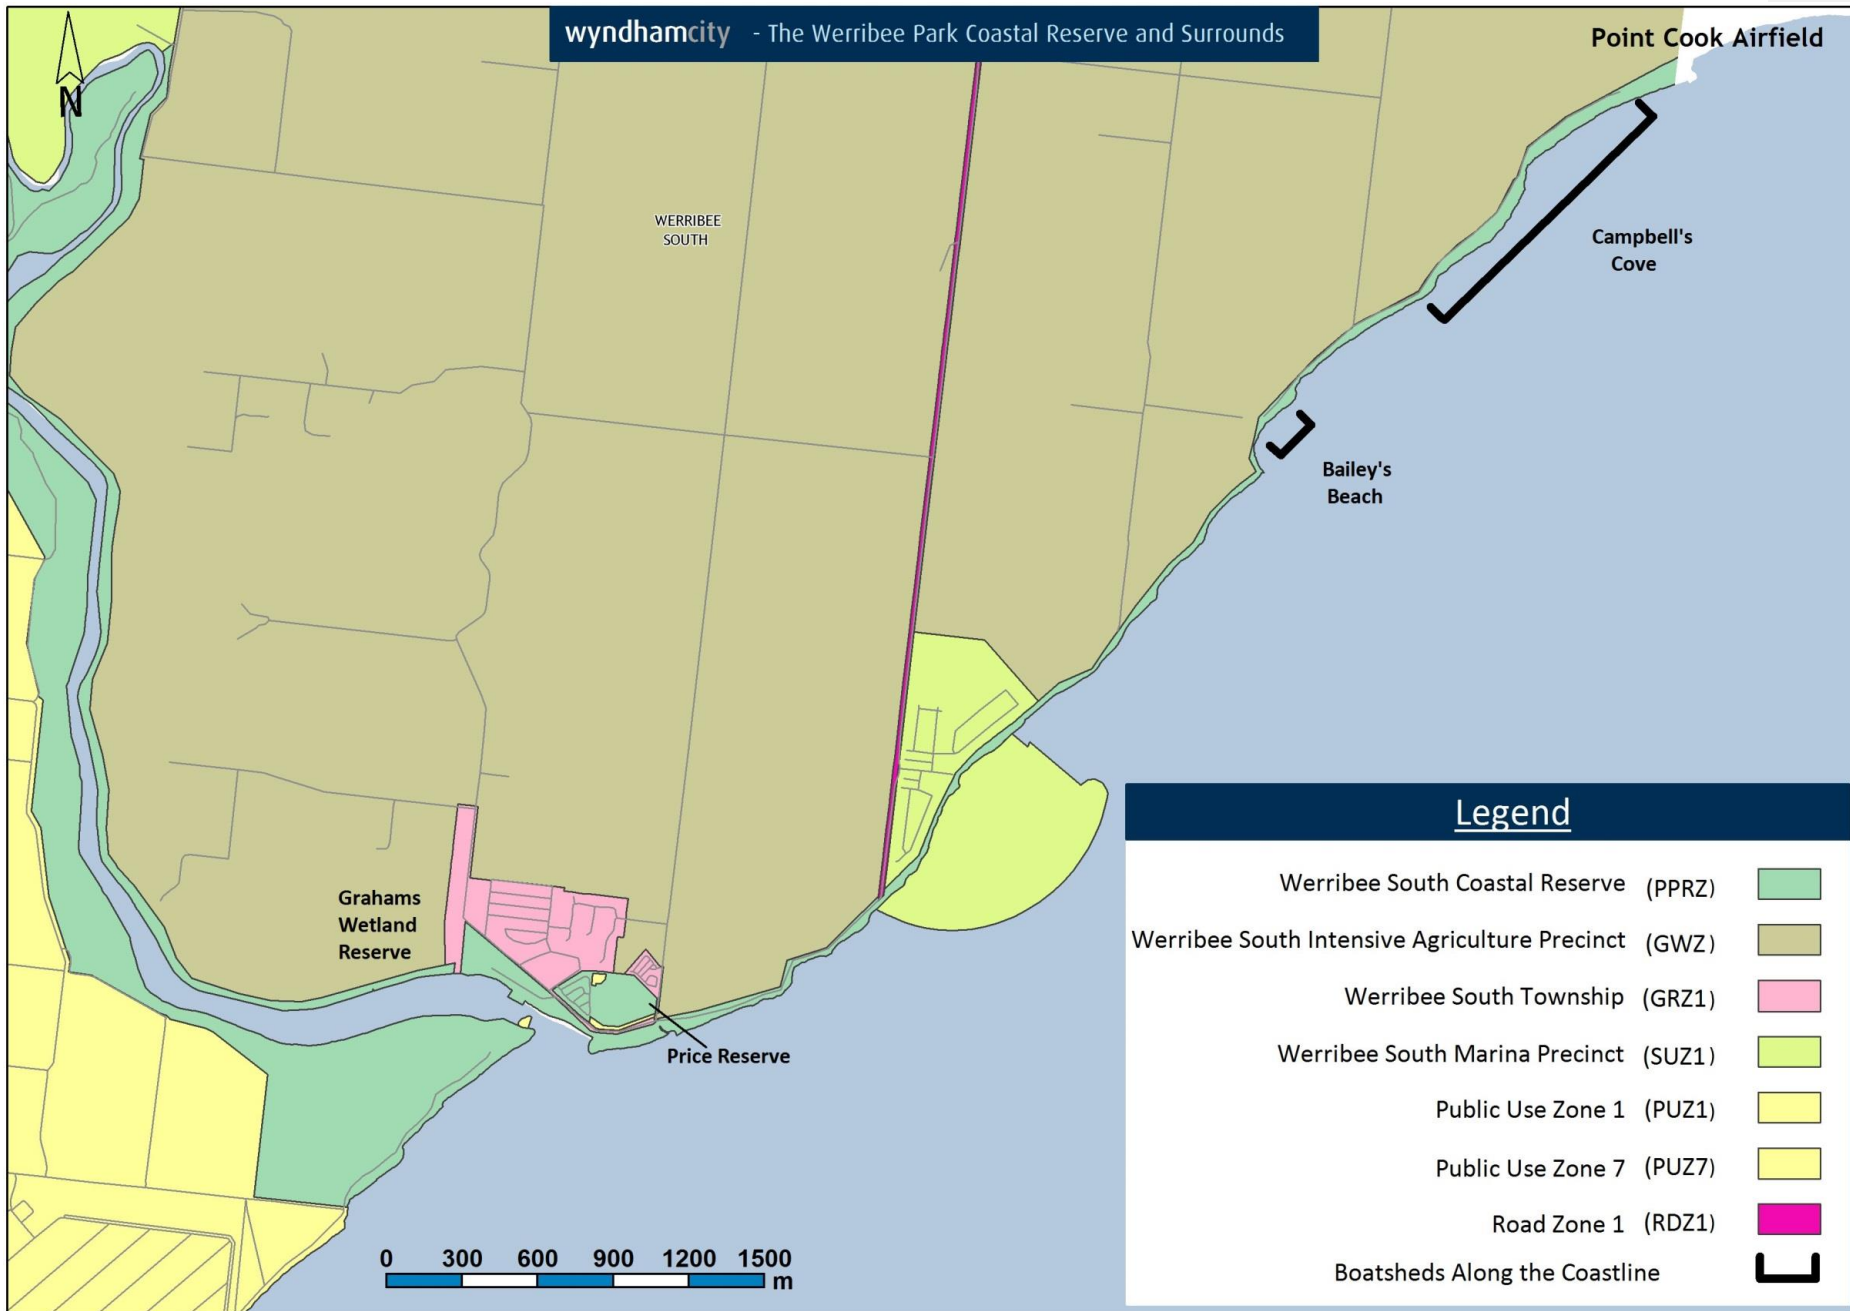 wyndhamcity - The Werribee Park Coastal Reserve and Surrounds
Point Cook Airfield
N
WERRIBEE
SOUTH
Campbell's
Cove
Bailey's
Beach
Grahams
Wetland
Reserve
Price Reserve
Legend
Werribee South Coastal Reserve (PPRZ)
Werribee South Intensive Agriculture Precinct (GWZ)
Werribee South Township (GRZ1)
Werribee South Marina Precinct (SUZ1)
Public Use Zone 1 (PUZ1)
Public Use Zone 7 (PUZ7)
Road Zone 1 (RDZ1)
Boatsheds Along the Coastline
0 300 600 900 1200 1500
m